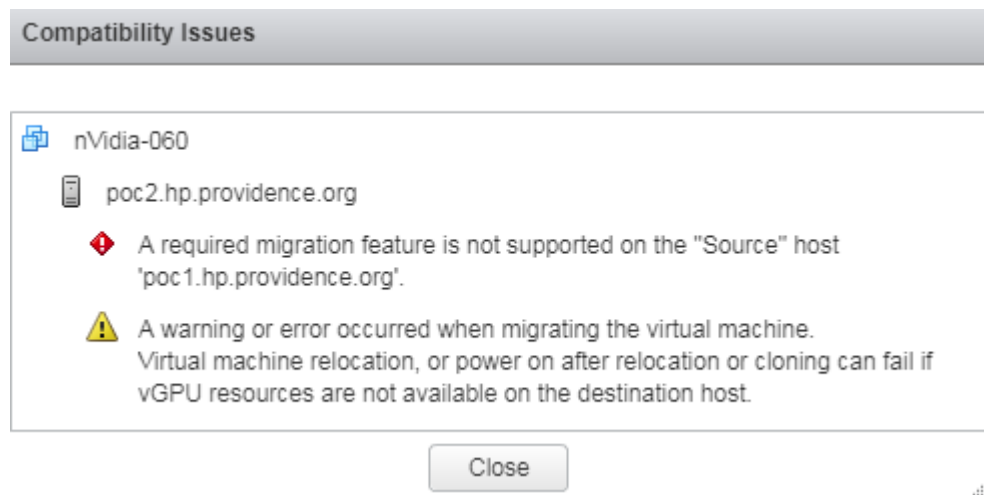 Compatibility Issues
nVidia-060
poc2.hp.providence.org
A required migration feature is not supported on the "Source" host
'poc1.hp.providence.org'.
A warning or error occurred when migrating the virtual machine.
Virtual machine relocation, or power on after relocation or cloning can fail if
vGPU resources are not available on the destination host.
Close